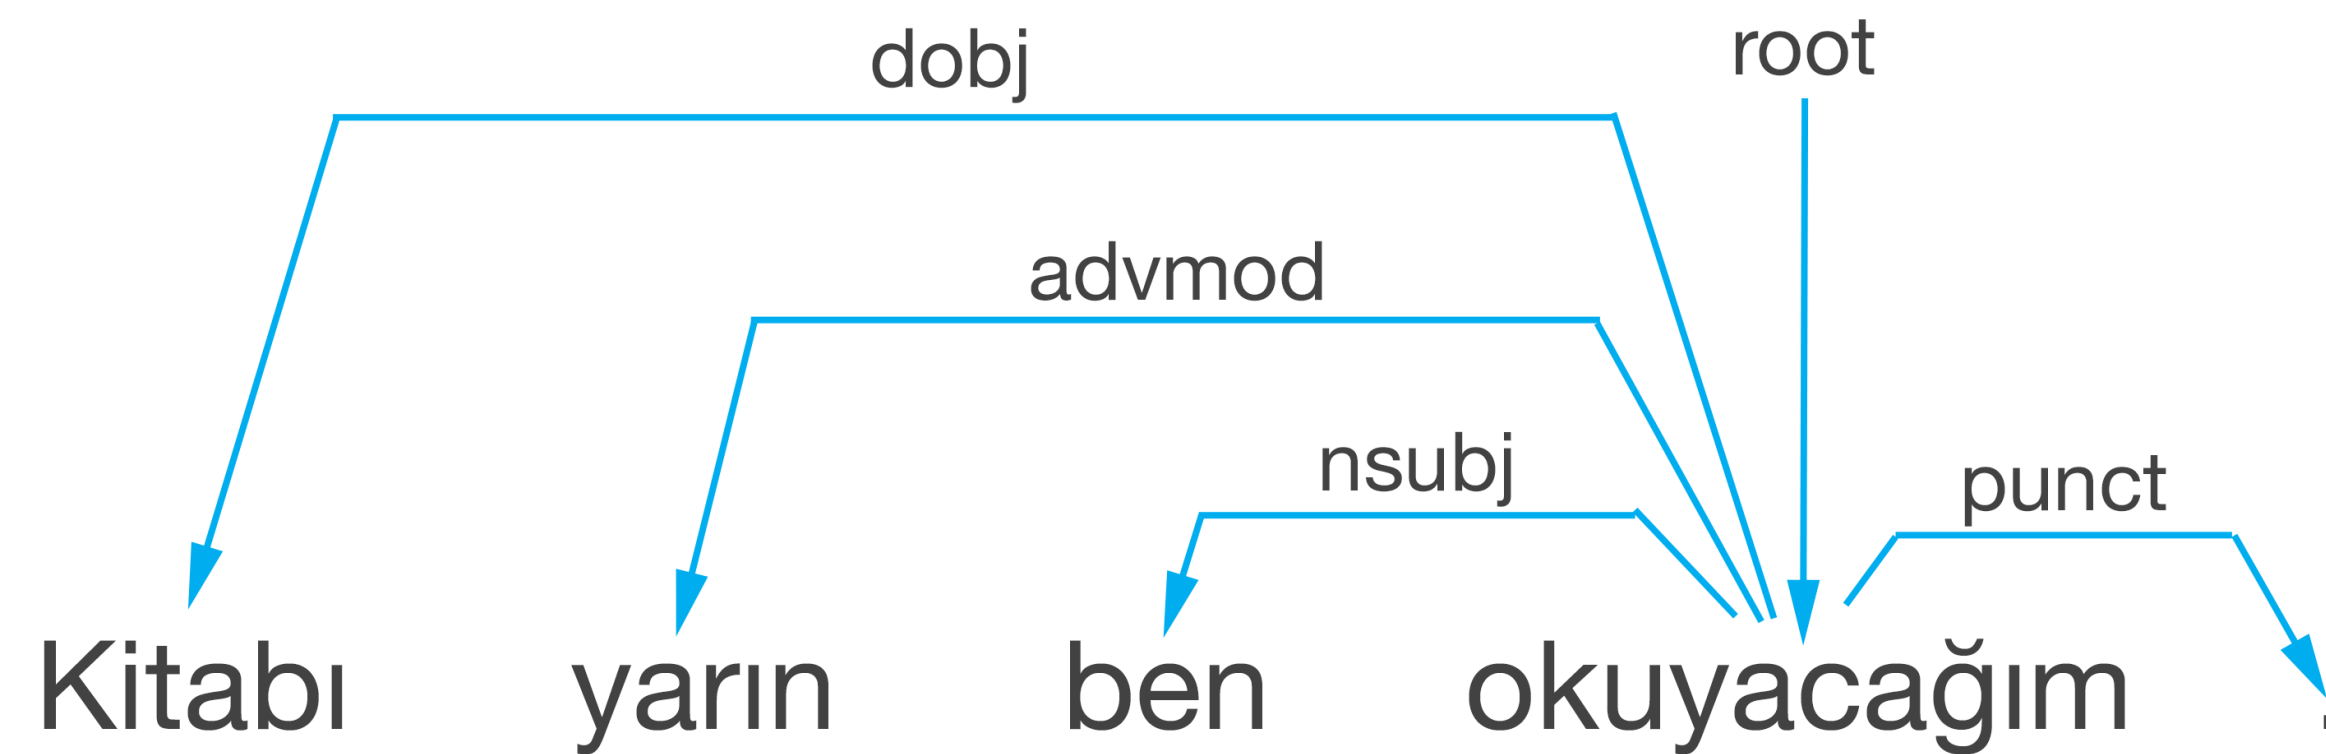 root
dobj
advmod
nsubj
punct
Kitabı yarın ben okuyacağım .